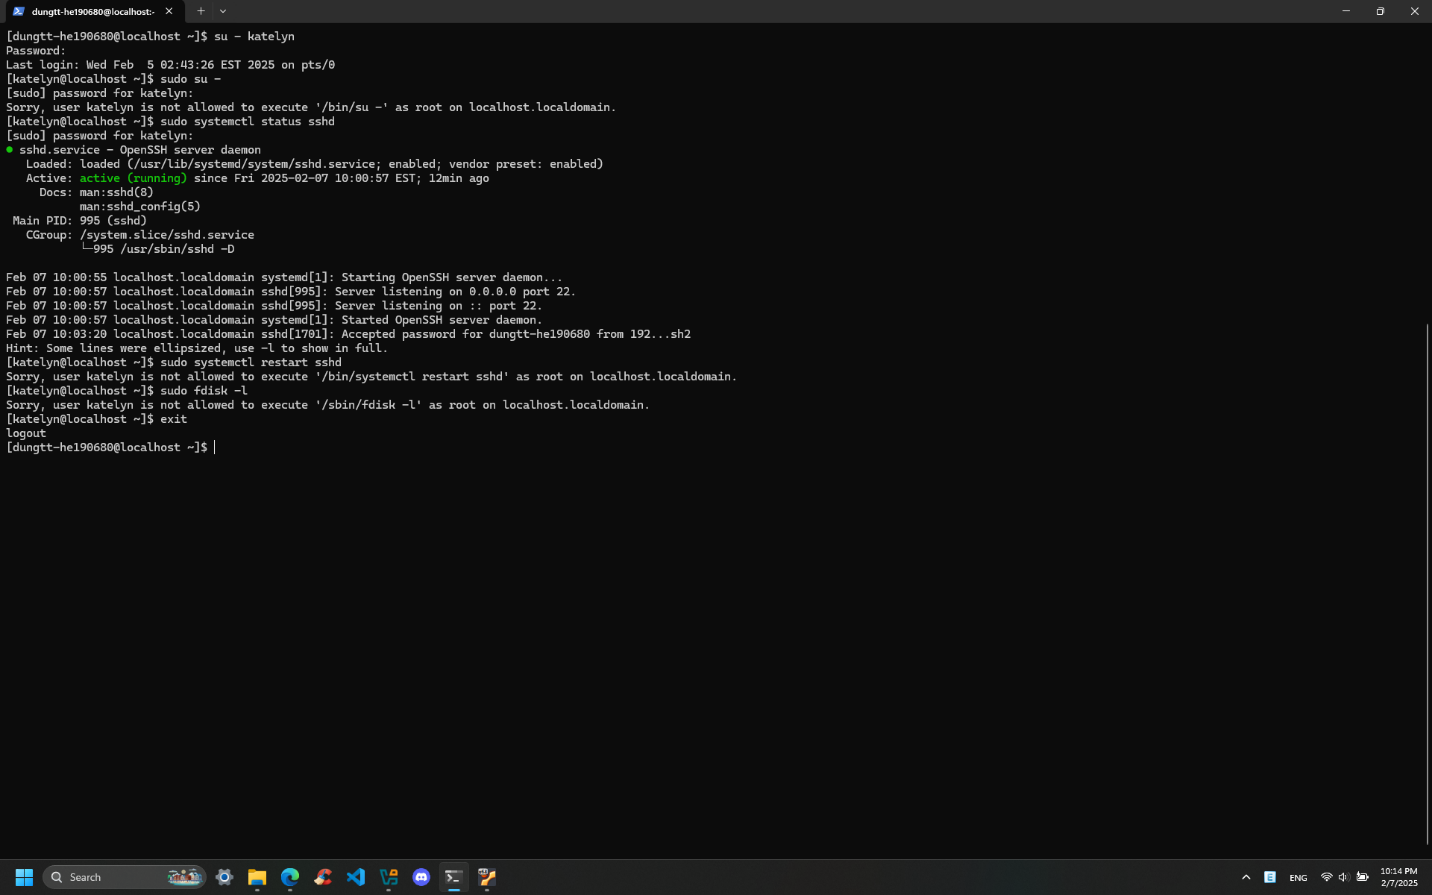 dungtt-he190680@localhost:~
[dungtt-he190680@localhost ~]$ su - katelyn
Password:
Last login: Wed Feb  5 02:43:26 EST 2025 on pts/0
[katelyn@localhost ~]$ sudo su -
[sudo] password for katelyn:
Sorry, user katelyn is not allowed to execute '/bin/su -' as root on localhost.localdomain.
[katelyn@localhost ~]$ sudo systemctl status sshd
[sudo] password for katelyn:
● sshd.service - OpenSSH server daemon
   Loaded: loaded (/usr/lib/systemd/system/sshd.service; enabled; vendor preset: enabled)
   Active: active (running) since Fri 2025-02-07 10:00:57 EST; 12min ago
     Docs: man:sshd(8)
           man:sshd_config(5)
 Main PID: 995 (sshd)
   CGroup: /system.slice/sshd.service
           └─995 /usr/sbin/sshd -D
Feb 07 10:00:55 localhost.localdomain systemd[1]: Starting OpenSSH server daemon...
Feb 07 10:00:57 localhost.localdomain sshd[995]: Server listening on 0.0.0.0 port 22.
Feb 07 10:00:57 localhost.localdomain sshd[995]: Server listening on :: port 22.
Feb 07 10:00:57 localhost.localdomain systemd[1]: Started OpenSSH server daemon.
Feb 07 10:03:20 localhost.localdomain sshd[1701]: Accepted password for dungtt-he190680 from 192...sh2
Hint: Some lines were ellipsized, use -l to show in full.
[katelyn@localhost ~]$ sudo systemctl restart sshd
Sorry, user katelyn is not allowed to execute '/bin/systemctl restart sshd' as root on localhost.localdomain.
[katelyn@localhost ~]$ sudo fdisk -l
Sorry, user katelyn is not allowed to execute '/sbin/fdisk -l' as root on localhost.localdomain.
[katelyn@localhost ~]$ exit
logout
[dungtt-he190680@localhost ~]$
Search
E
ENG
10:14 PM
2/7/2025